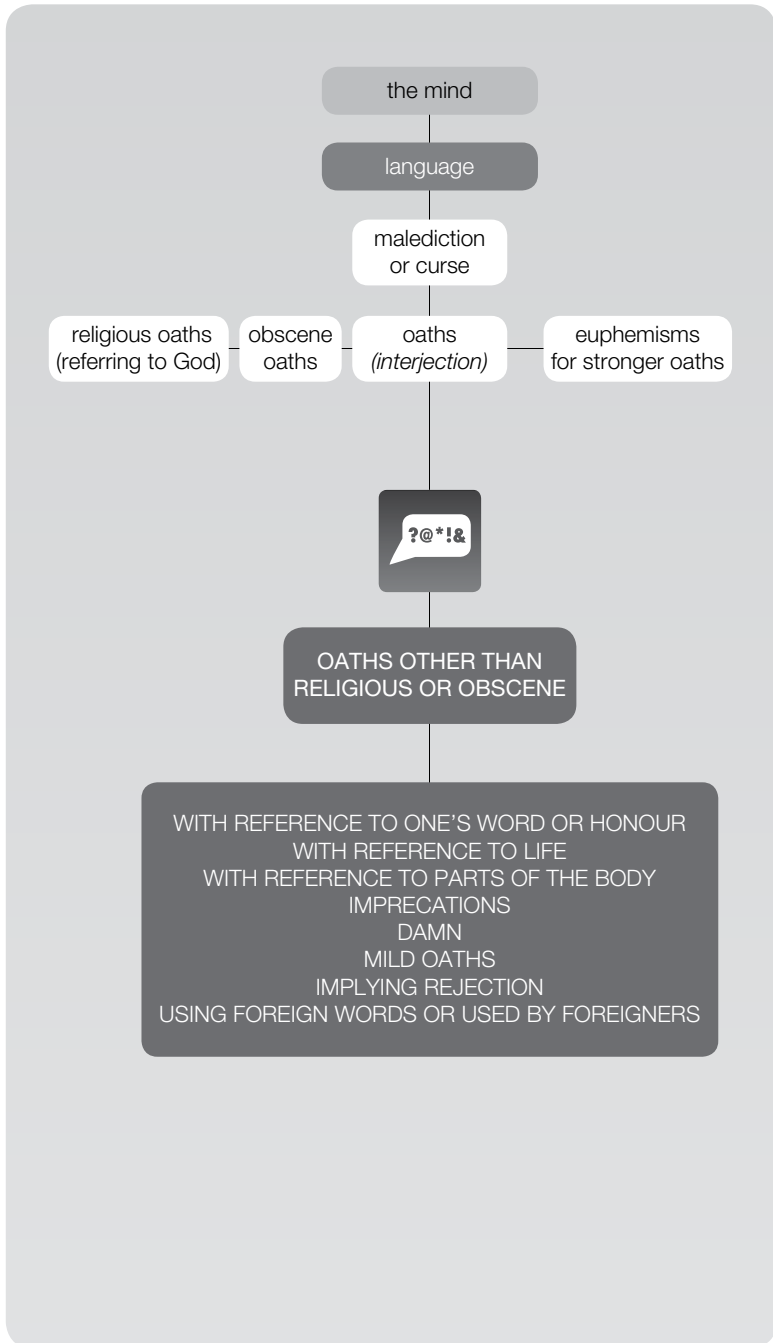 the mind
language
malediction
or curse
religious oaths
(referring to God)
obscene
oaths
oaths
(interjection)
euphemisms
for stronger oaths
?@*!&
OATHS OTHER THAN
RELIGIOUS OR OBSCENE
WITH REFERENCE TO ONE’S WORD OR HONOUR
WITH REFERENCE TO LIFE
WITH REFERENCE TO PARTS OF THE BODY
IMPRECATIONS
DAMN
MILD OATHS
IMPLYING REJECTION
USING FOREIGN WORDS OR USED BY FOREIGNERS